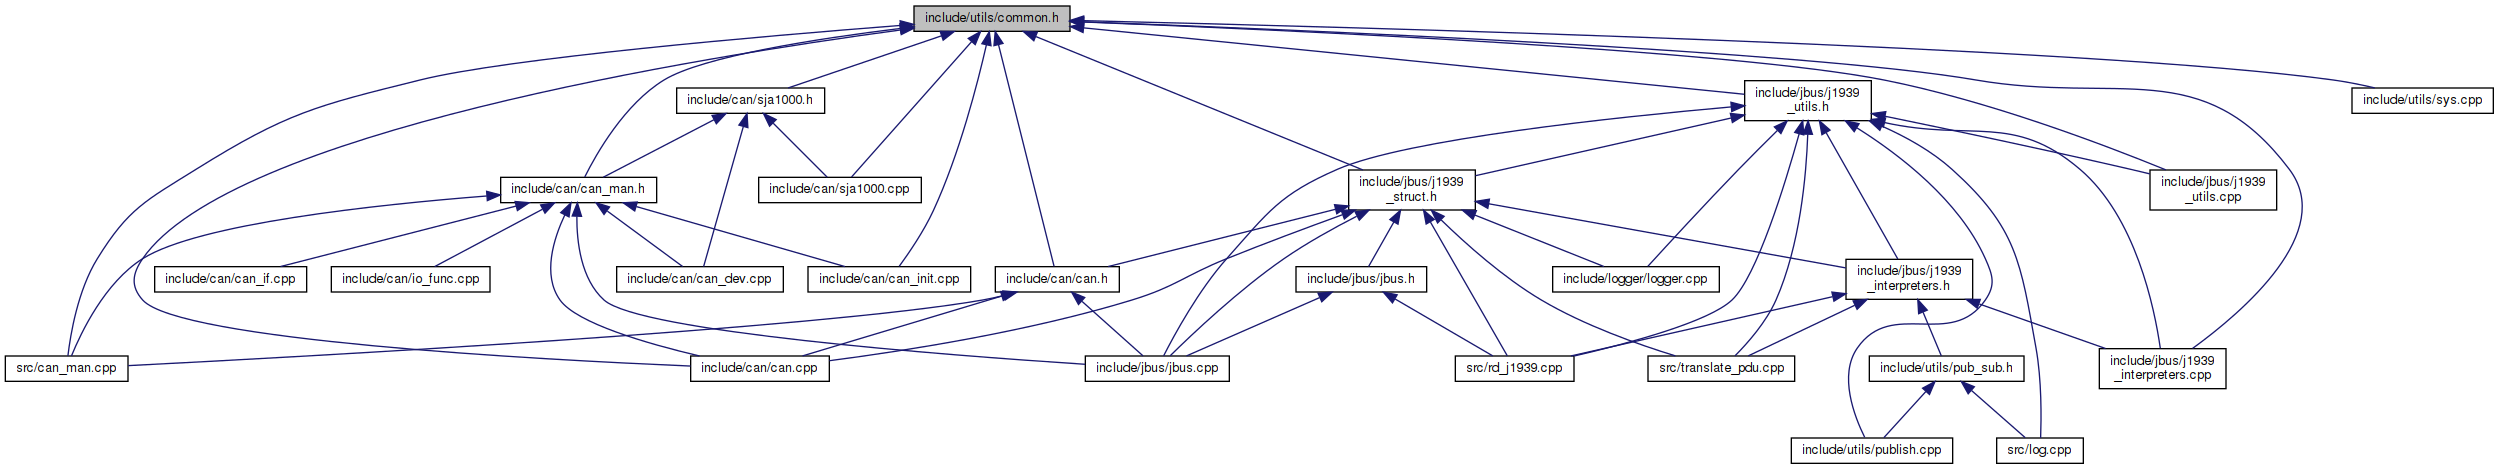 include/utils/common.h
include/can/sja1000.h
include/jbus/j1939
_utils.h
include/utils/sys.cpp
include/can/can_man.h
include/can/sja1000.cpp
include/jbus/j1939
_struct.h
include/jbus/j1939
_utils.cpp
include/can/can_if.cpp
include/can/io_func.cpp
include/can/can_dev.cpp
include/can/can_init.cpp
include/can/can.h
include/jbus/jbus.h
include/logger/logger.cpp
include/jbus/j1939
_interpreters.h
src/can_man.cpp
include/can/can.cpp
include/jbus/jbus.cpp
src/rd_j1939.cpp
src/translate_pdu.cpp
include/utils/pub_sub.h
include/jbus/j1939
_interpreters.cpp
include/utils/publish.cpp
src/log.cpp